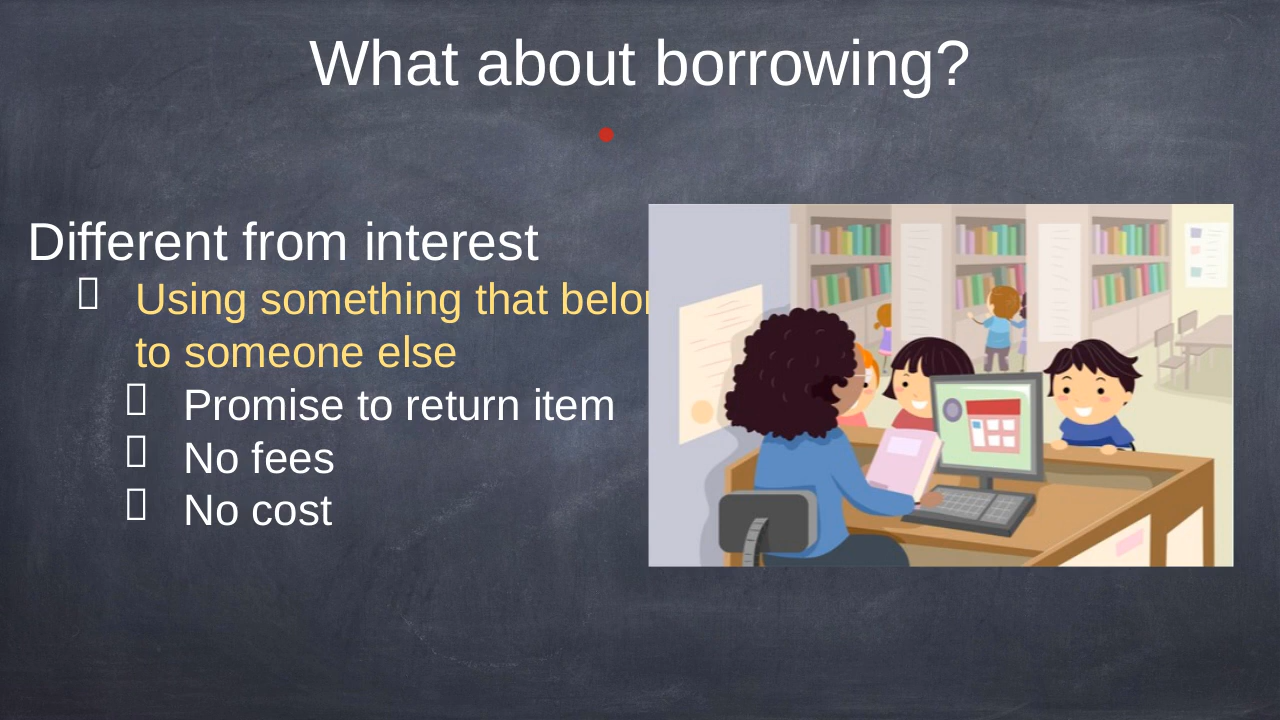 What about borrowing?
Different from interest
Using something that belon
to someone else
Promise to return item
No fees
No cost